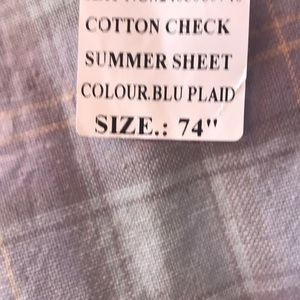 COTTON CHECK
SUMMER SHEET
COLOUR.BLU PLAID
SIZE.: 74"